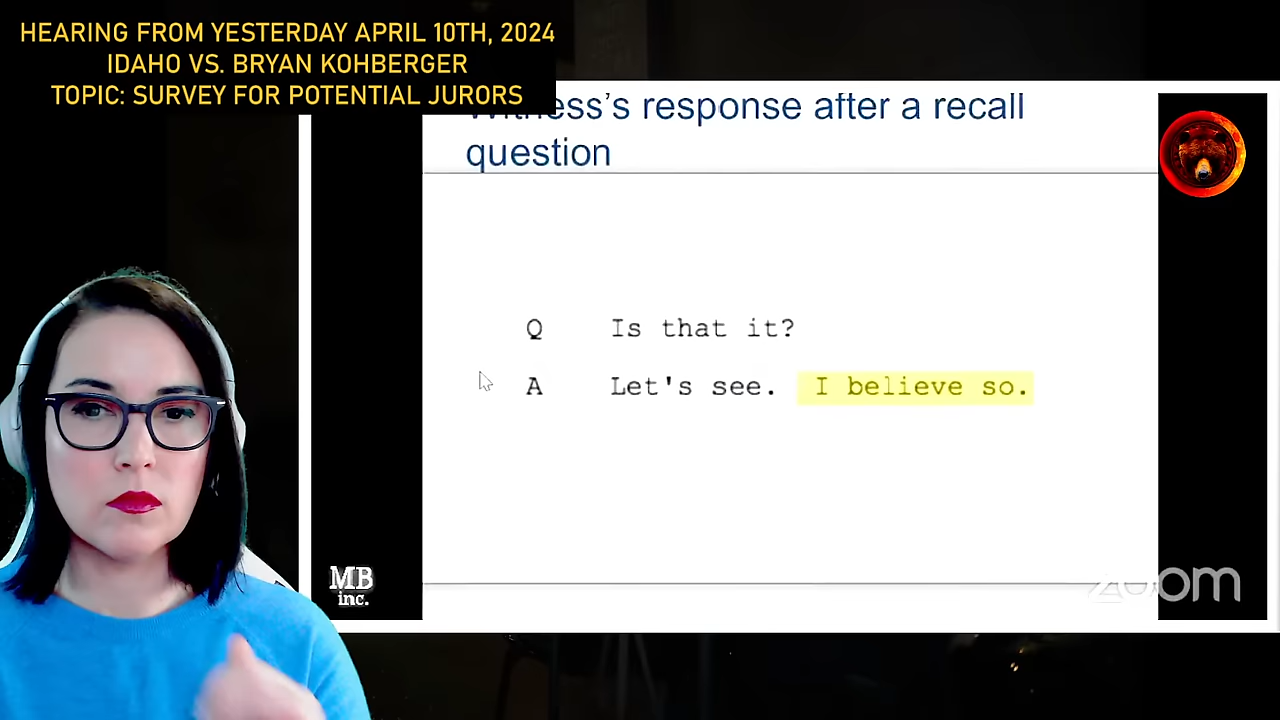 HEARING FROM YESTERDAY APRIL 10TH, 2024
IDAHO VS. BRYAN KOHBERGER
TOPIC: SURVEY FOR POTENTIAL JURORS
Witness's response after a recall
question
Q Is that it?
A Let's see. I believe so.
MB
inc.
zoom